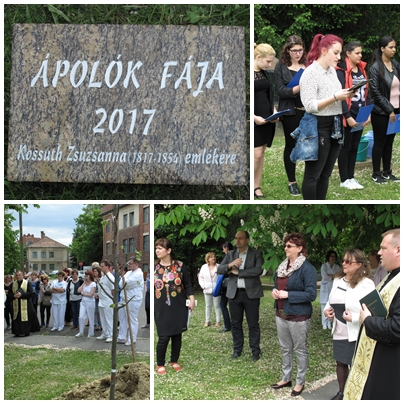 ÁPOLÓK FÁJA
2017
Kossuth Zsuzsanna (1817-1854) emlékére